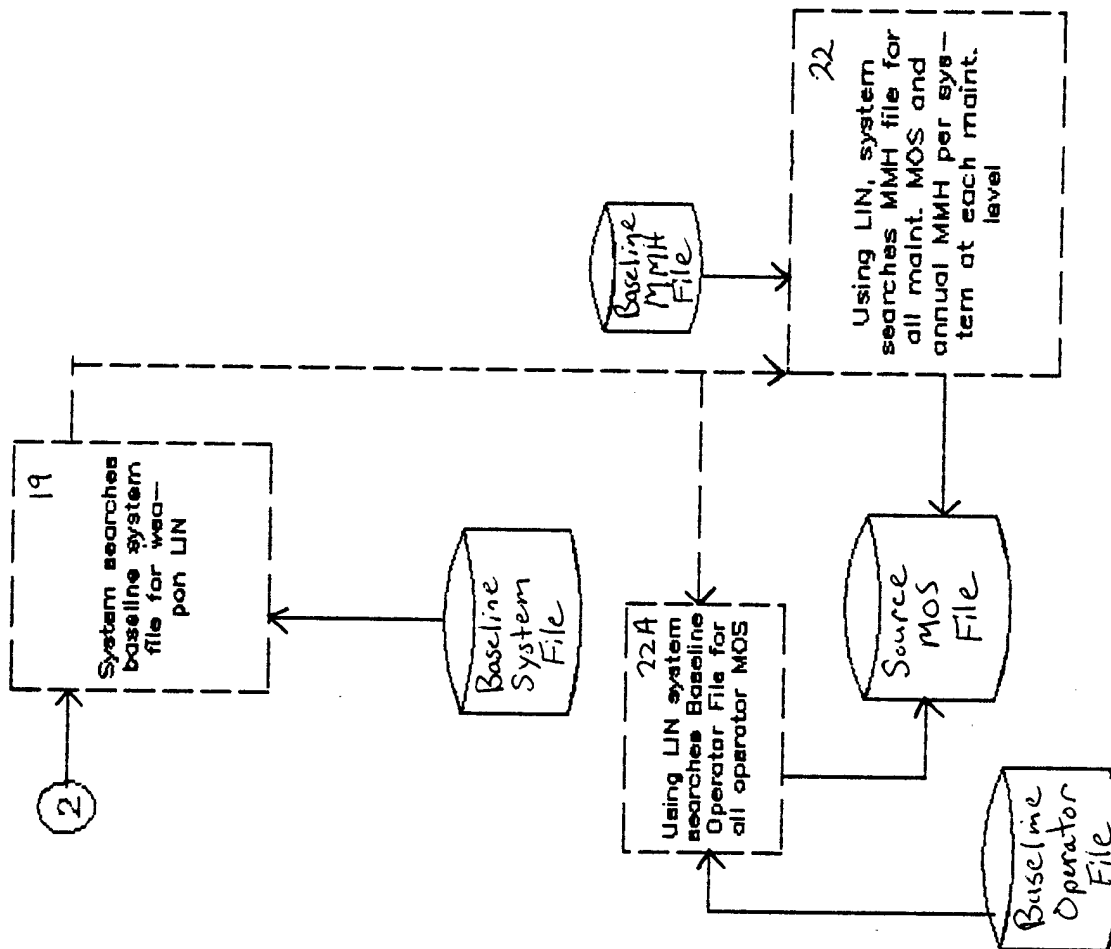 2
19
System searches
baseline system
file for wea-
pon LIN
Baseline
System
File
22A
Using LIN system
searches Baseline
Operator File for
all operator MOS
Baseline
Operator
File
Source
MOS
File
Baseline
MMH
File
22
Using LIN, system
searches MMH file for
all maint. MOS and
annual MMH per sys-
tem at each maint.
level